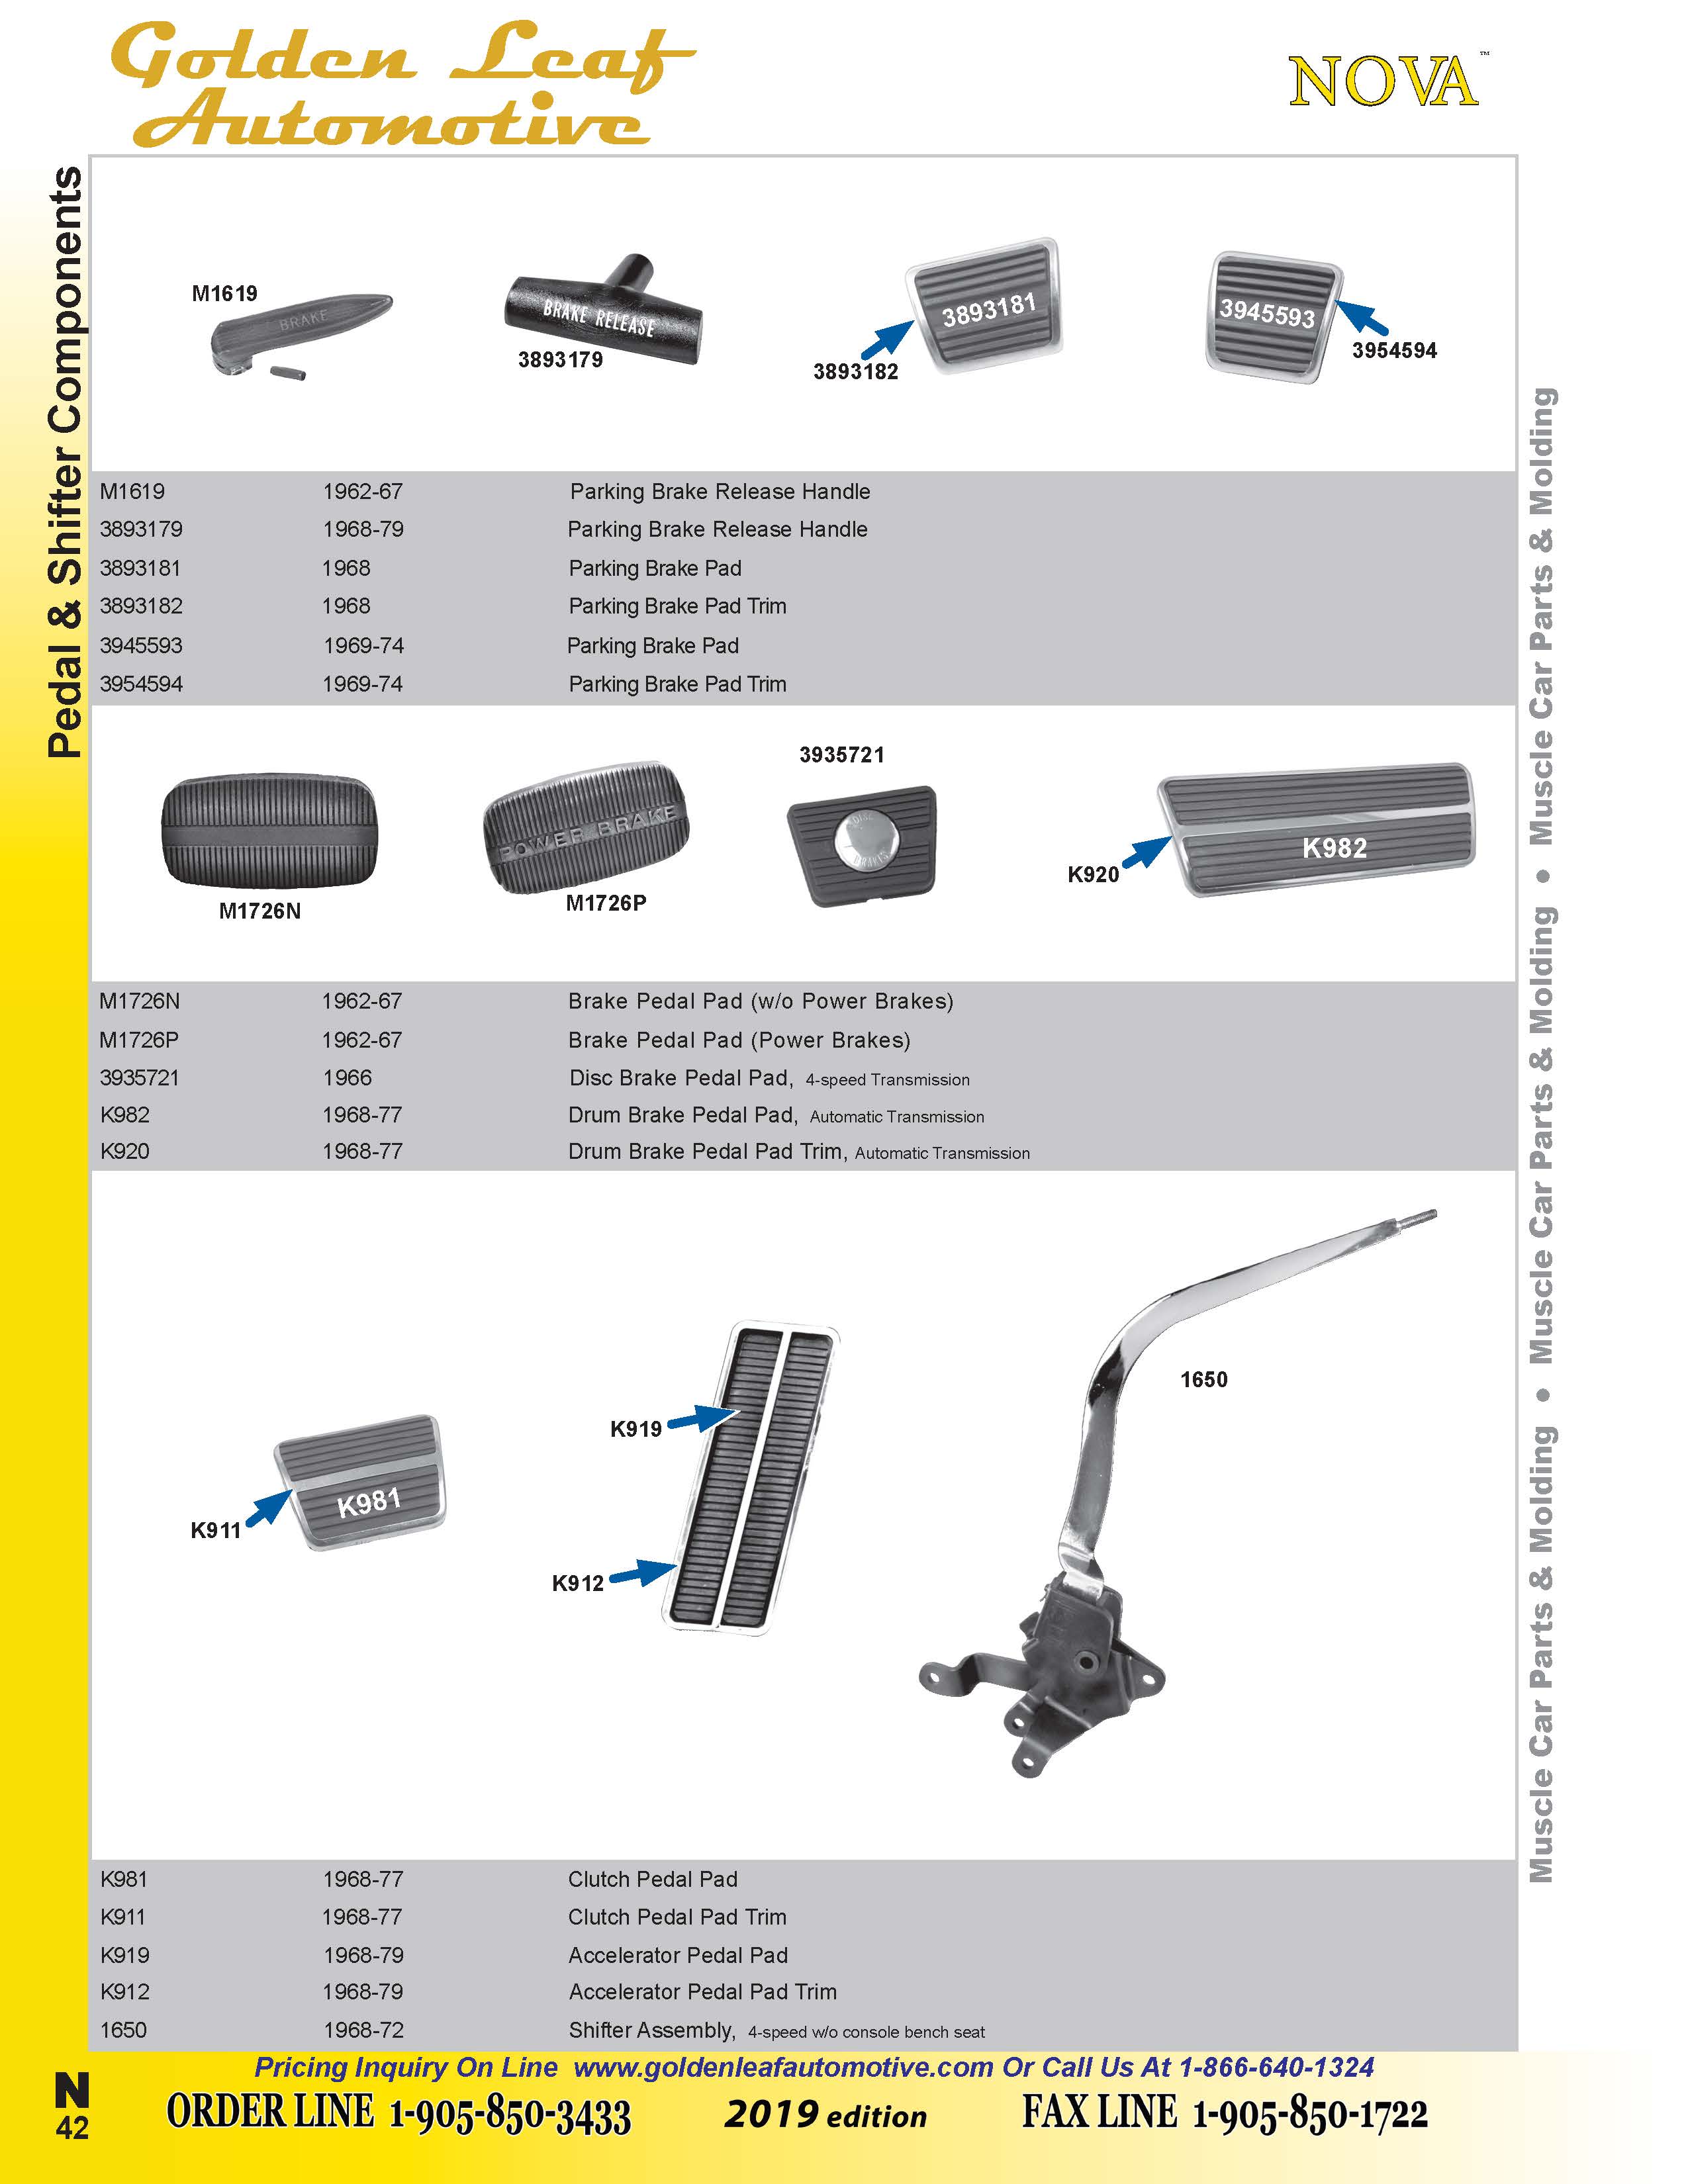 Golden Leaf
Automotive
NOVA™
Pedal & Shifter Components
M1619
BRAKE
BRAKE RELEASE
3893179
3893181
3893182
3945593
3954594
M1619 1962-67 Parking Brake Release Handle
3893179 1968-79 Parking Brake Release Handle
3893181 1968 Parking Brake Pad
3893182 1968 Parking Brake Pad Trim
3945593 1969-74 Parking Brake Pad
3954594 1969-74 Parking Brake Pad Trim
M1726N
POWER BRAKE
M1726P
3935721
DISC
BRAKES
K920
K982
M1726N 1962-67 Brake Pedal Pad (w/o Power Brakes)
M1726P 1962-67 Brake Pedal Pad (Power Brakes)
3935721 1966 Disc Brake Pedal Pad, 4-speed Transmission
K982 1968-77 Drum Brake Pedal Pad, Automatic Transmission
K920 1968-77 Drum Brake Pedal Pad Trim, Automatic Transmission
K981
K911
K919
K912
1650
K981 1968-77 Clutch Pedal Pad
K911 1968-77 Clutch Pedal Pad Trim
K919 1968-79 Accelerator Pedal Pad
K912 1968-79 Accelerator Pedal Pad Trim
1650 1968-72 Shifter Assembly, 4-speed w/o console bench seat
Muscle Car Parts & Molding • Muscle Car Parts & Molding • Muscle Car Parts & Molding
Pricing Inquiry On Line www.goldenleafautomotive.com Or Call Us At 1-866-640-1324
N
42
ORDER LINE 1-905-850-3433 2019 edition FAX LINE 1-905-850-1722